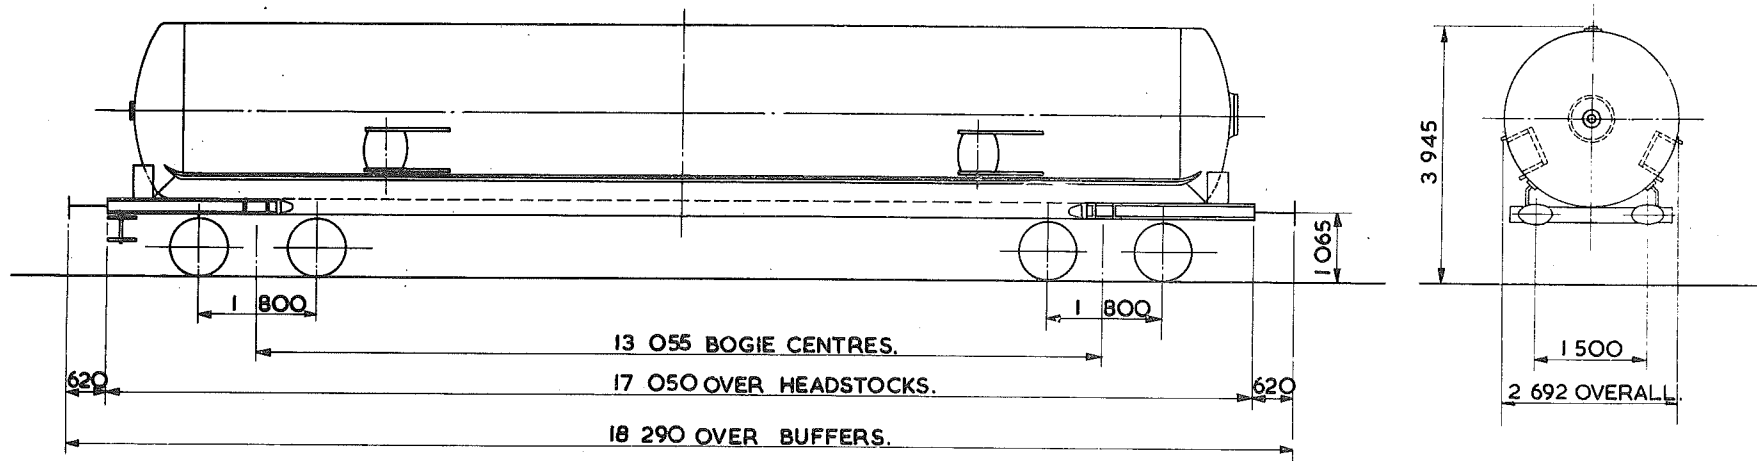 3 945
1 065
1 800
1 800
13 055 BOGIE CENTRES.
1 500
620
17 050 OVER HEADSTOCKS.
620
2 692 OVERALL.
18 290 OVER BUFFERS.